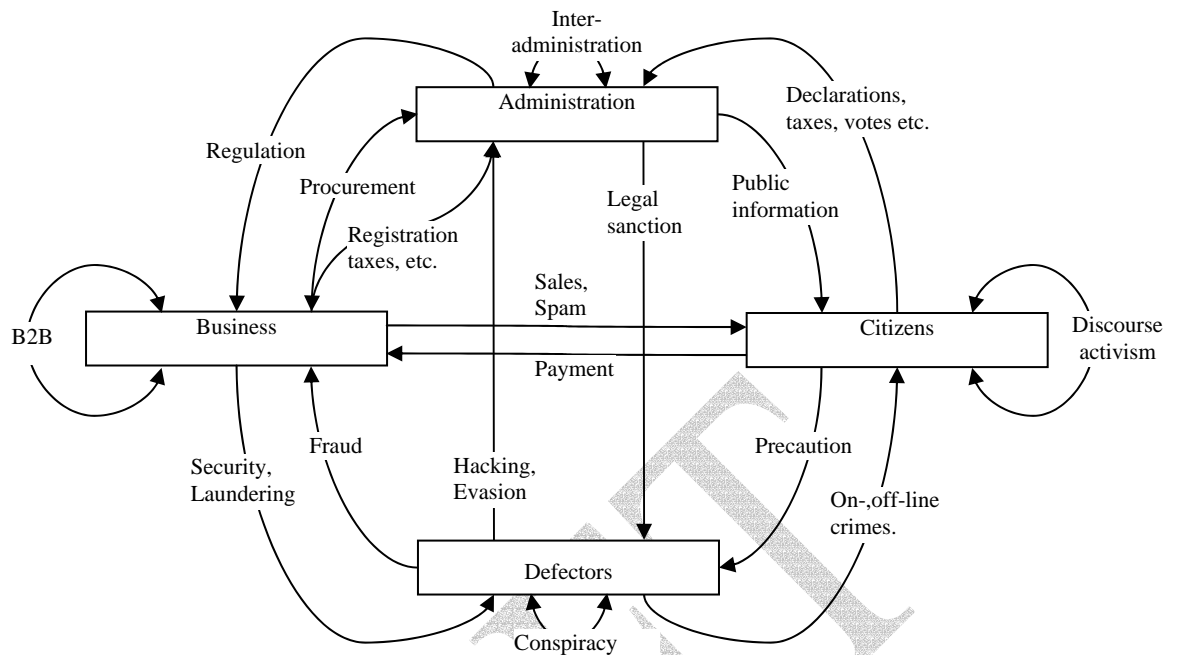 Inter-
administration
Administration
Declarations,
taxes, votes etc.
Regulation
Procurement
Public
information
Legal
sanction
Registration
taxes, etc.
Sales,
Spam
B2B
Business
Citizens
Discourse
activism
Payment
Fraud
Precaution
Security,
Laundering
Hacking,
Evasion
On-,off-line
crimes.
Defectors
Conspiracy